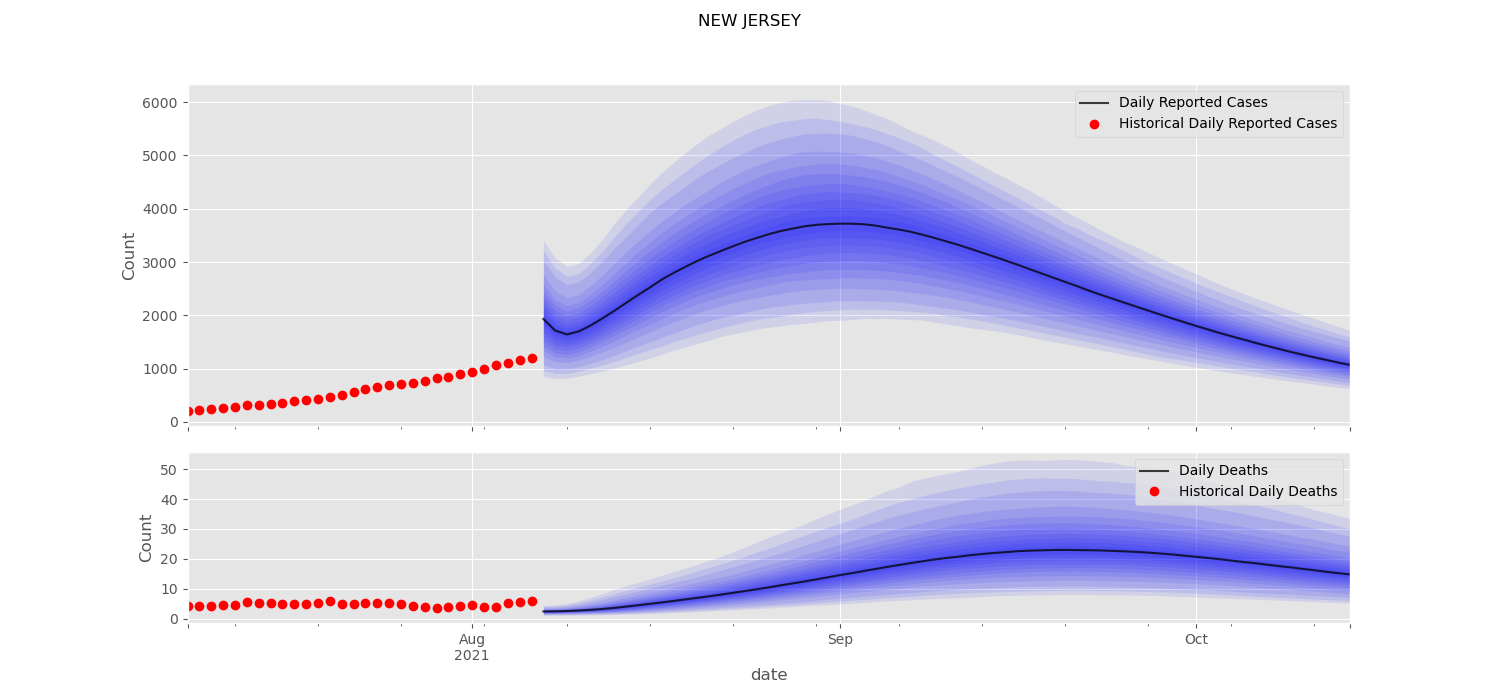 NEW JERSEY
6000
5000
4000
3000
2000
1000
0
Count
Daily Reported Cases
Historical Daily Reported Cases
50
40
30
20
10
0
Count
Daily Deaths
Historical Daily Deaths
Aug
2021
Sep
Oct
date